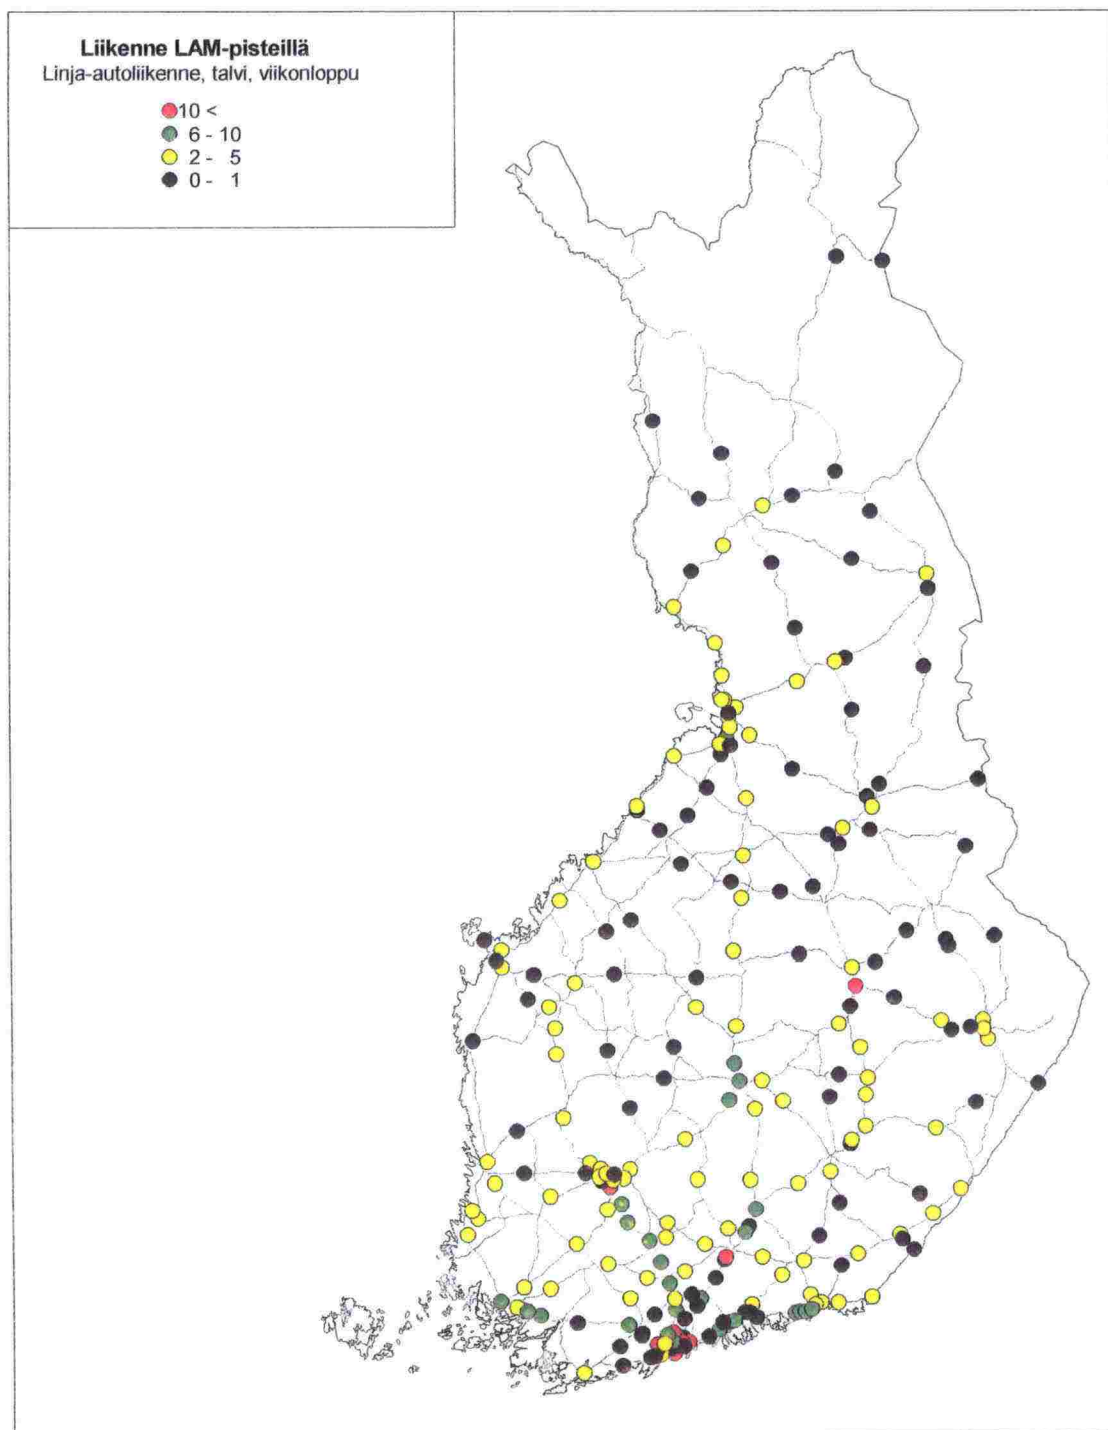 Liikenne LAM-pisteillä
Linja-autoliikenne, talvi, viikonloppu
10 <
6 - 10
2 - 5
0 - 1